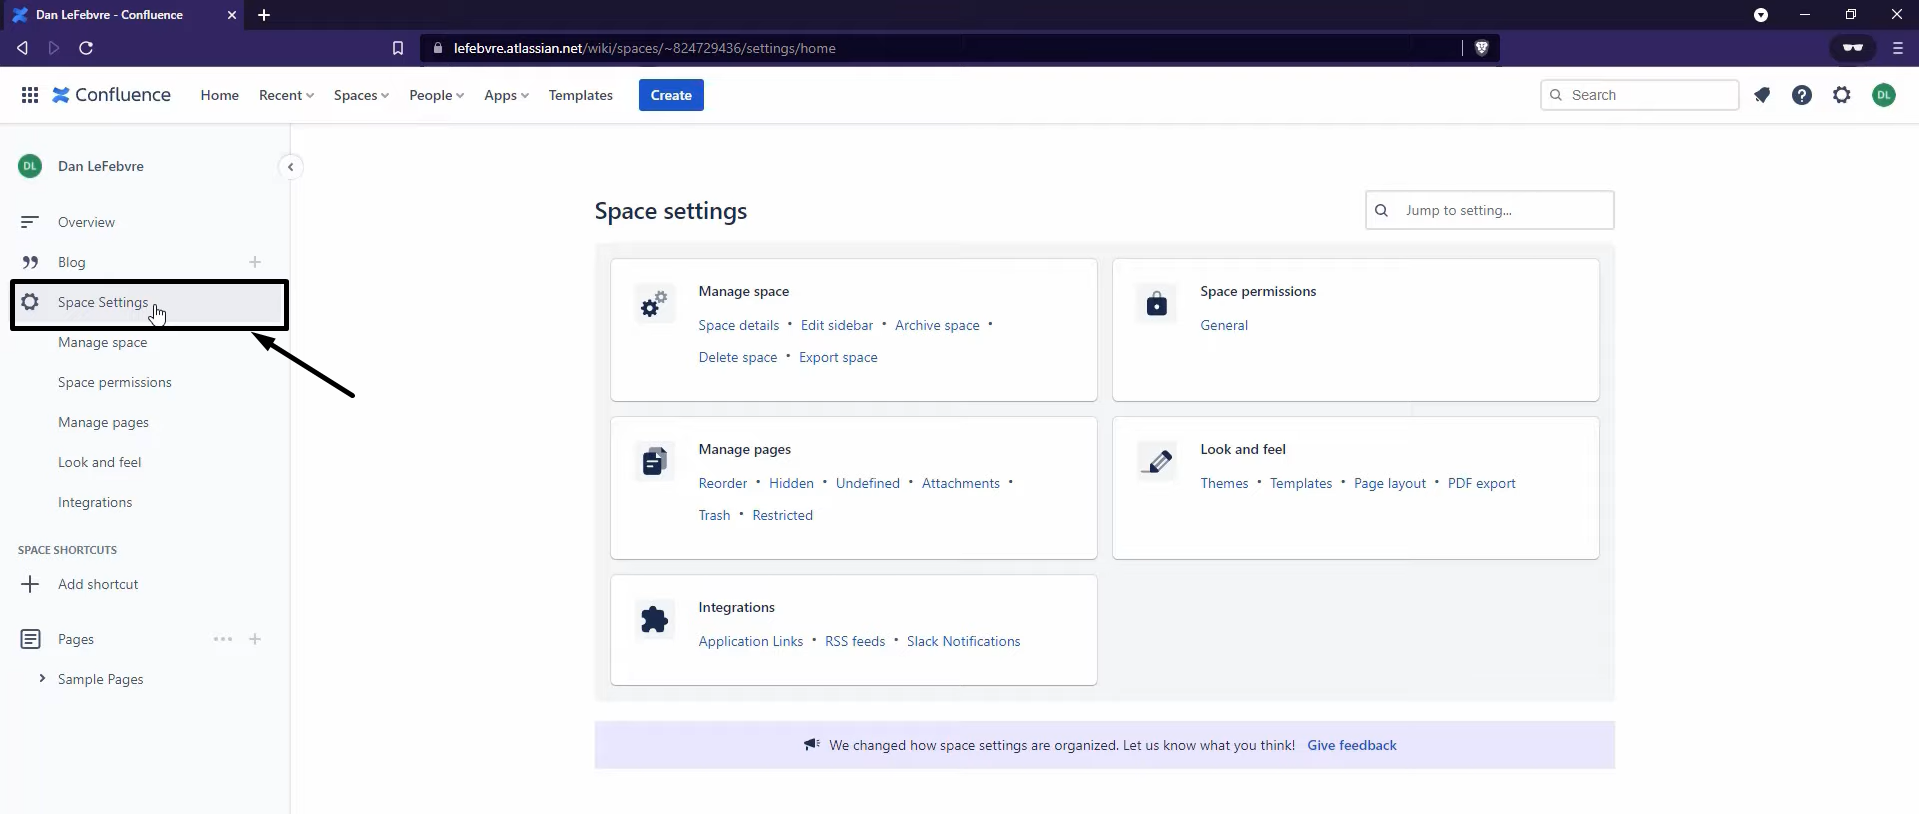 Dan LeFebvre - Confluence
lefebvre.atlassian.net/wiki/spaces/~824729436/settings/home
Confluence Home Recent Spaces People Apps Templates Create Search DL
DL Dan LeFebvre
Overview
Blog
Space Settings
Manage space
Space permissions
Manage pages
Look and feel
Integrations
SPACE SHORTCUTS
Add shortcut
Pages
Sample Pages
Space settings Jump to setting...
Manage space
Space details • Edit sidebar • Archive space •
Delete space • Export space
Space permissions
General
Manage pages
Reorder • Hidden • Undefined • Attachments •
Trash • Restricted
Look and feel
Themes • Templates • Page layout • PDF export
Integrations
Application Links • RSS feeds • Slack Notifications
We changed how space settings are organized. Let us know what you think! Give feedback